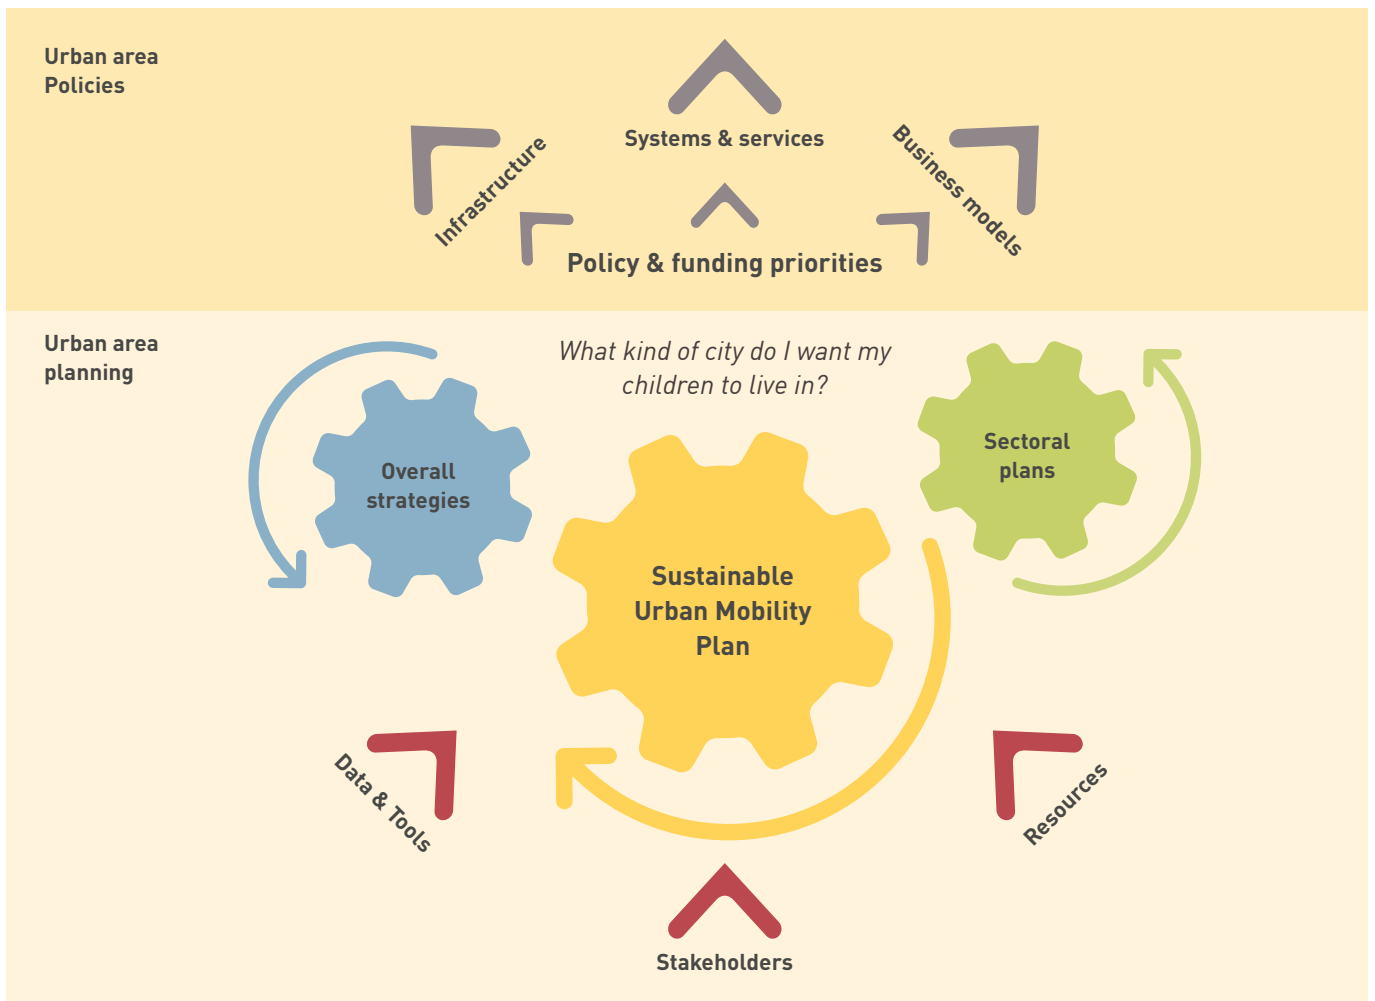 Urban area
Policies
Systems & services
Infrastructure
Business models
Policy & funding priorities
Urban area
planning
What kind of city do I want my
children to live in?
Overall
strategies
Sectoral
plans
Sustainable
Urban Mobility
Plan
Data & Tools
Resources
Stakeholders